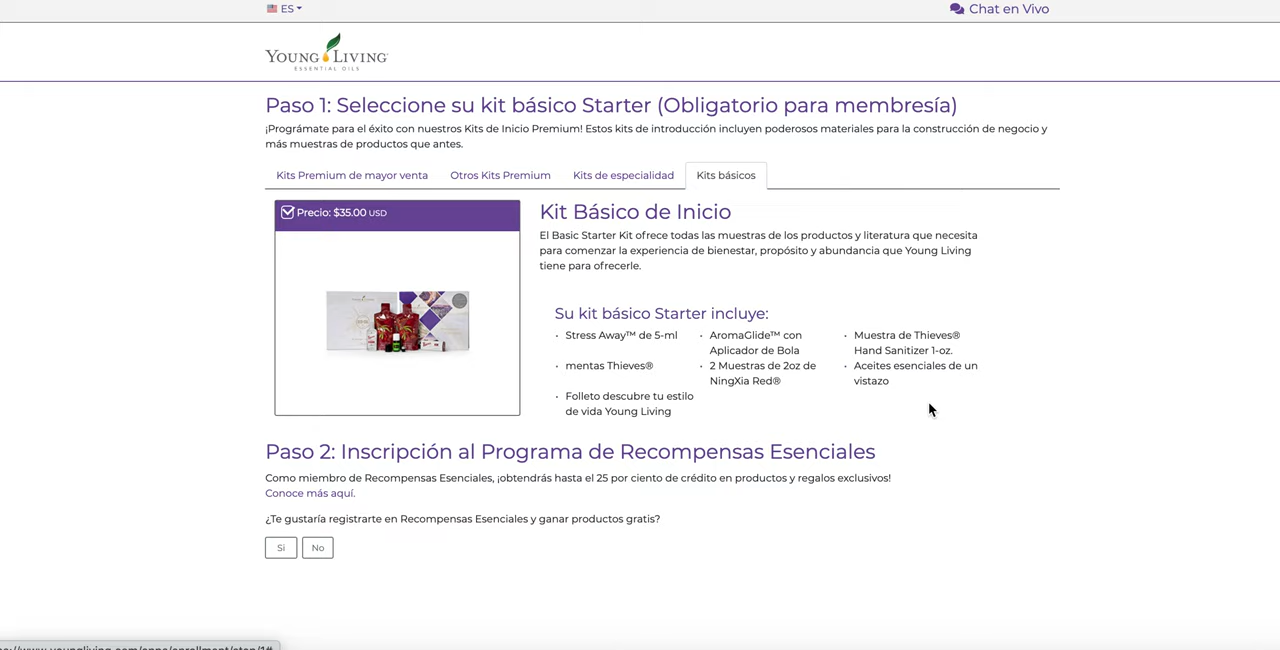 ES
Chat en Vivo
YOUNG LIVING
ESSENTIAL OILS
Paso 1: Seleccione su kit básico Starter (Obligatorio para membresía)
¡Prográmate para el éxito con nuestros Kits de Inicio Premium! Estos kits de introducción incluyen poderosos materiales para la construcción de negocio y
más muestras de productos que antes.
Kits Premium de mayor venta
Otros Kits Premium
Kits de especialidad
Kits básicos
Precio: $35.00 USD
Kit Básico de Inicio
El Basic Starter Kit ofrece todas las muestras de los productos y literatura que necesita
para comenzar la experiencia de bienestar, propósito y abundancia que Young Living
tiene para ofrecerle.
Su kit básico Starter incluye:
· Stress Away™ de 5-ml
· AromaGlide™ con
Aplicador de Bola
· Muestra de Thieves®
Hand Sanitizer 1-oz.
· mentas Thieves®
· 2 Muestras de 2oz de
NingXia Red®
· Aceites esenciales de un
vistazo
· Folleto descubre tu estilo
de vida Young Living
Paso 2: Inscripción al Programa de Recompensas Esenciales
Como miembro de Recompensas Esenciales, ¡obtendrás hasta el 25 por ciento de crédito en productos y regalos exclusivos!
Conoce más aquí.
¿Te gustaría registrarte en Recompensas Esenciales y ganar productos gratis?
Si
No